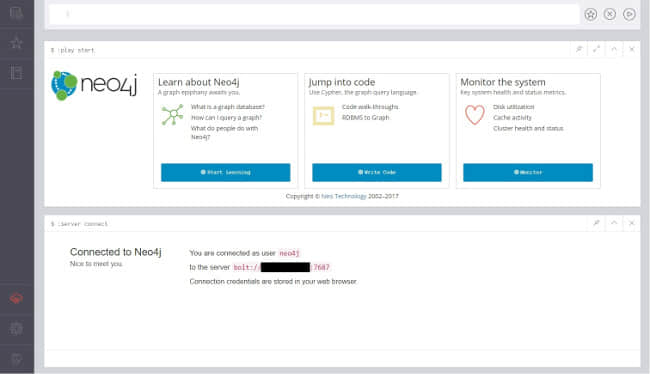 $ :play start
neo4j
Learn about Neo4j
A graph epiphany awaits you.
What is a graph database?
How can I query a graph?
What do people do with
Neo4j?
Start Learning
Jump into code
Use Cypher, the graph query language.
Code walk-throughs
RDBMS to Graph
Write Code
Monitor the system
Key system health and status metrics.
Disk utilization
Cache activity
Cluster health and status
Monitor
Copyright © Neo Technology 2002–2017
$ :server connect
Connected to Neo4j
Nice to meet you.
You are connected as user neo4j
to the server bolt:// :7687
Connection credentials are stored in your web browser